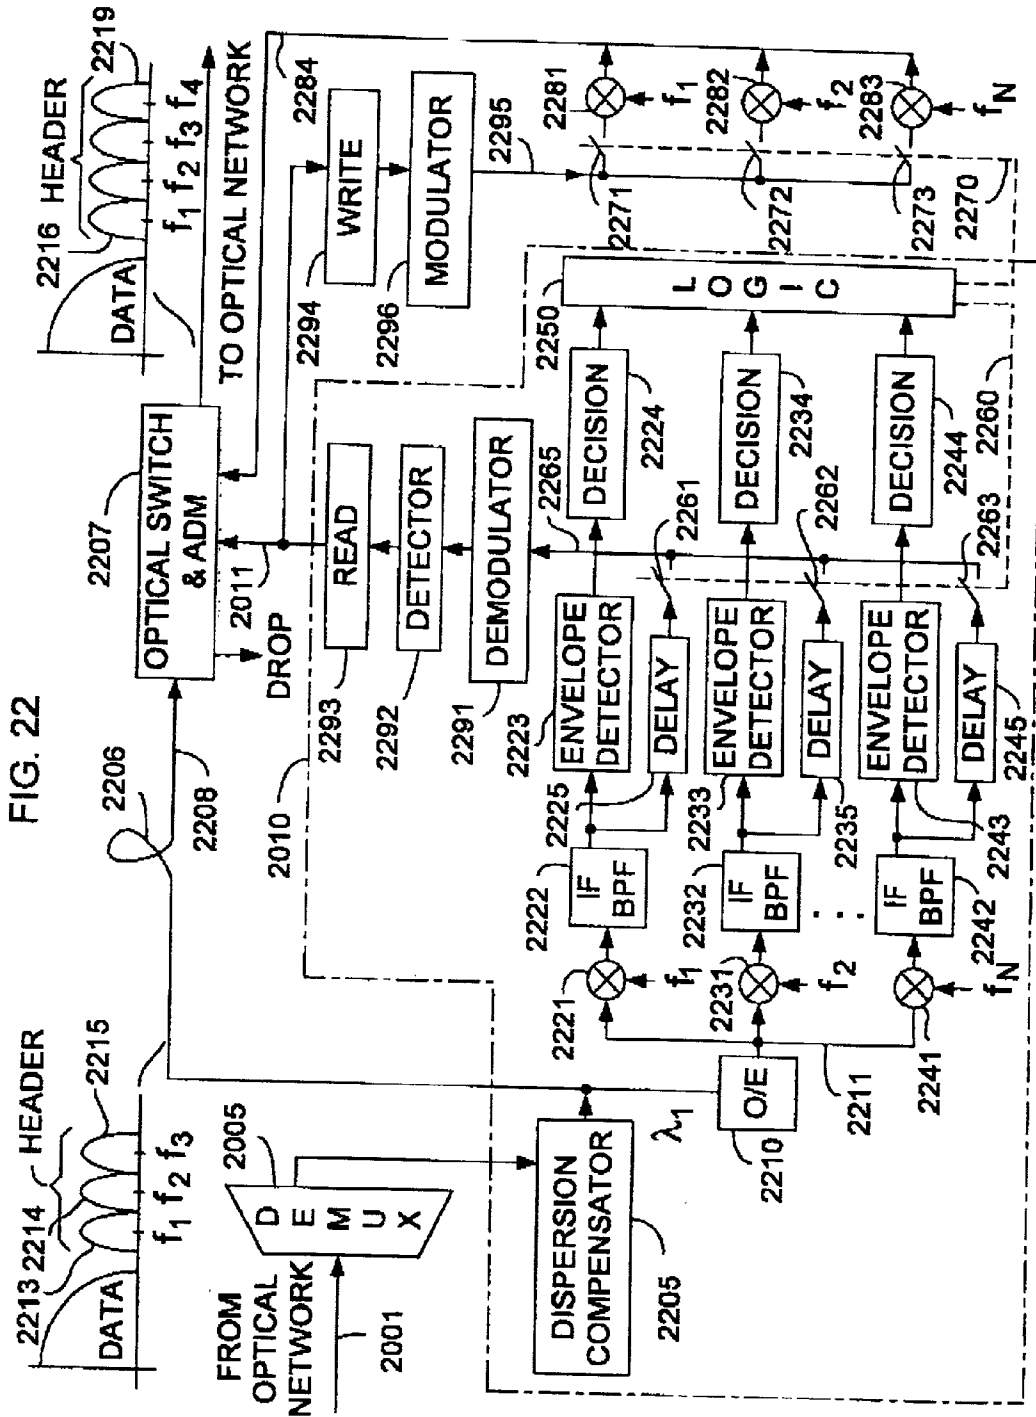 FIG. 22
2213
2214
HEADER
2215
DATA
f1 f2 f3
2216
HEADER
2219
DATA
f1 f2 f3 f4
FROM
OPTICAL
NETWORK
2001
DEMUX
2005
2206
2208
2207
OPTICAL SWITCH
& ADM
DROP
2011
TO OPTICAL NETWORK
2284
DISPERSION
COMPENSATOR
2205
2010
2293
READ
2292
DETECTOR
2291
DEMODULATOR
2265
2294
WRITE
2296
MODULATOR
2295
λ1
O/E
2210
2211
2221
f1
2222
IF
BPF
2223
ENVELOPE
DETECTOR
2225
DELAY
2261
DECISION
2224
2250
LOGIC
2271
2281
f1
2231
f2
2232
IF
BPF
2233
ENVELOPE
DETECTOR
2235
DELAY
2262
DECISION
2234
2272
2282
f2
. . .
2241
fN
2242
IF
BPF
2243
ENVELOPE
DETECTOR
2245
DELAY
2263
DECISION
2244
2260
2273
2270
2283
fN